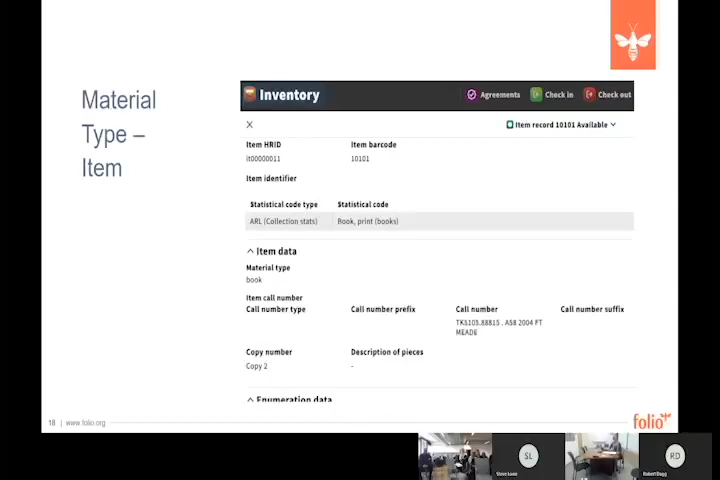 Material
Type –
Item
Inventory
Agreements
Check in
Check out
Item record 10101 Available
Item HRID
Item barcode
it00000011
10101
Item identifier
Statistical code type
Statistical code
ARL (Collection stats)
Book, print (books)
Item data
Material type
book
Item call number
Call number type
Call number prefix
Call number
Call number suffix
TK5105.88815 . A58 2004 FT
MEADE
Copy number
Description of pieces
Copy 2
-
Enumeration data
18 | www.folio.org
folio
SL
RD